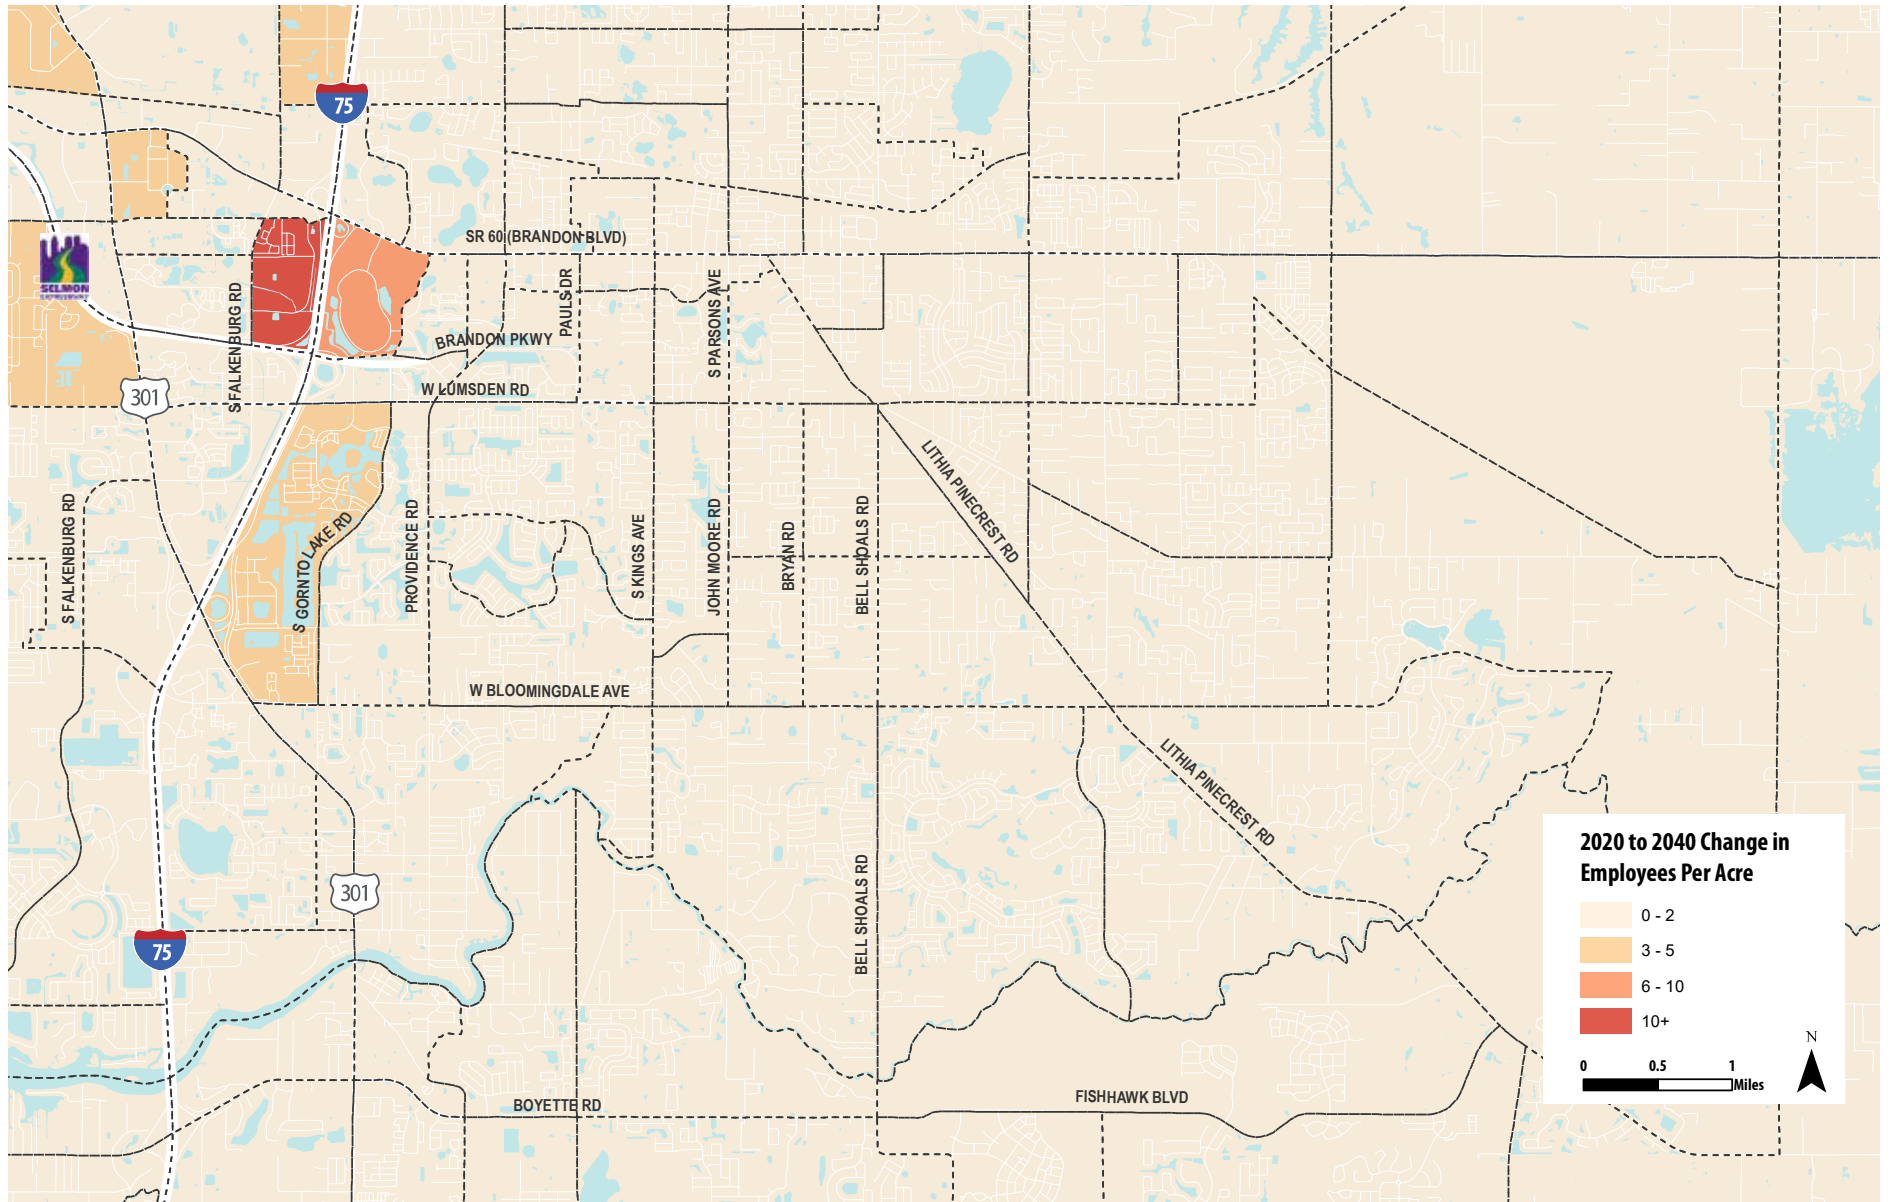 75
SR 60 (BRANDON BLVD)
SELMON
EXPRESSWAY
S FALKENBURG RD
PAULS DR
S PARSONS AVE
BRANDON PKWY
W LUMSDEN RD
301
LITHIA PINECREST RD
S FALKENBURG RD
S GORNTO LAKE RD
PROVIDENCE RD
S KINGS AVE
JOHN MOORE RD
BRYAN RD
BELL SHOALS RD
W BLOOMINGDALE AVE
LITHIA PINECREST RD
301
BELL SHOALS RD
75
BOYETTE RD
FISHHAWK BLVD
2020 to 2040 Change in
Employees Per Acre
0 - 2
3 - 5
6 - 10
10+
N
0 0.5 1
Miles